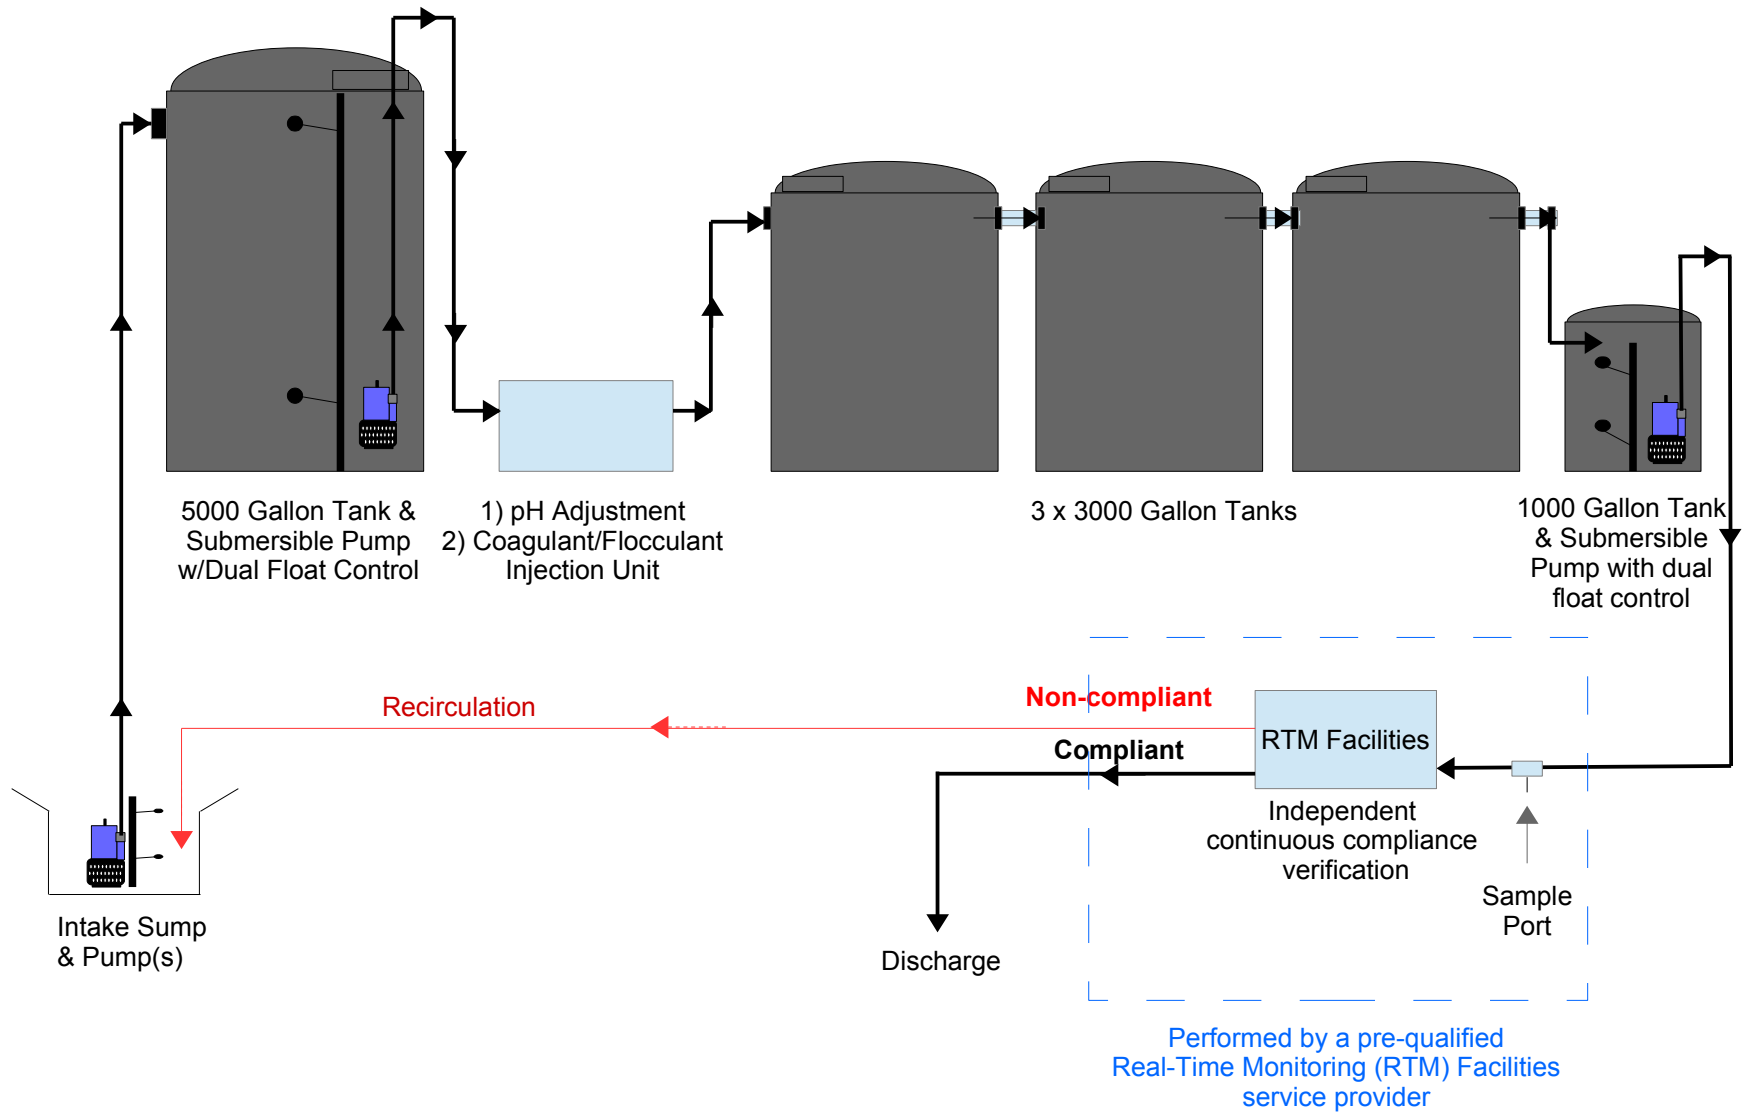 5000 Gallon Tank &
Submersible Pump
w/Dual Float Control
1) pH Adjustment
2) Coagulant/Flocculant
Injection Unit
3 x 3000 Gallon Tanks
1000 Gallon Tank
& Submersible
Pump with dual
float control
Recirculation
Non-compliant
Compliant
RTM Facilities
Independent
continuous compliance
verification
Sample
Port
Intake Sump
& Pump(s)
Discharge
Performed by a pre-qualified
Real-Time Monitoring (RTM) Facilities
service provider